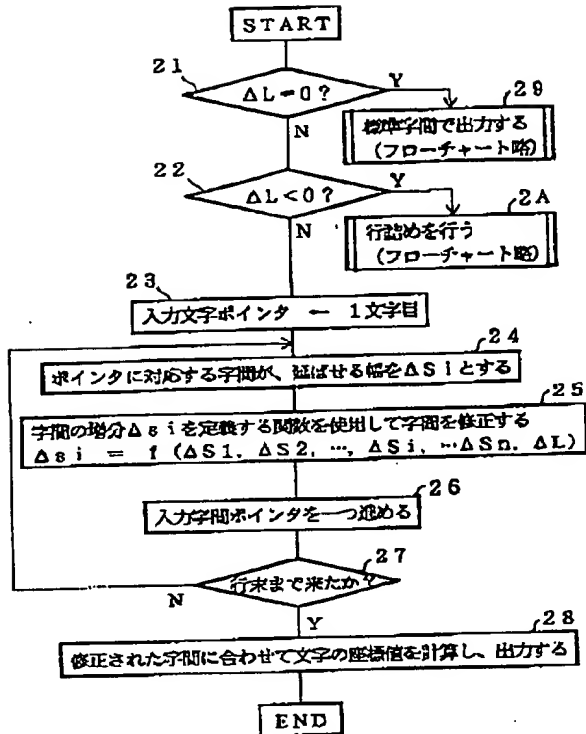 START
21
ΔL=0?
Y
29
標準字間で出力する
(フローチャート略)
N
22
ΔL<0?
Y
2A
行詰めを行う
(フローチャート略)
N
23
入力文字ポインタ ← 1文字目
24
ポインタに対応する字間が、延ばせる幅をΔSiとする
25
字間の増分Δsiを定義する関数を使用して字間を修正する
Δsi = f (ΔS1, ΔS2, …, ΔSi, …ΔSn. ΔL)
26
入力字間ポインタを一つ進める
27
行末まで来たか?
N
Y
28
修正された字間に合わせて文字の座標値を計算し、出力する
END